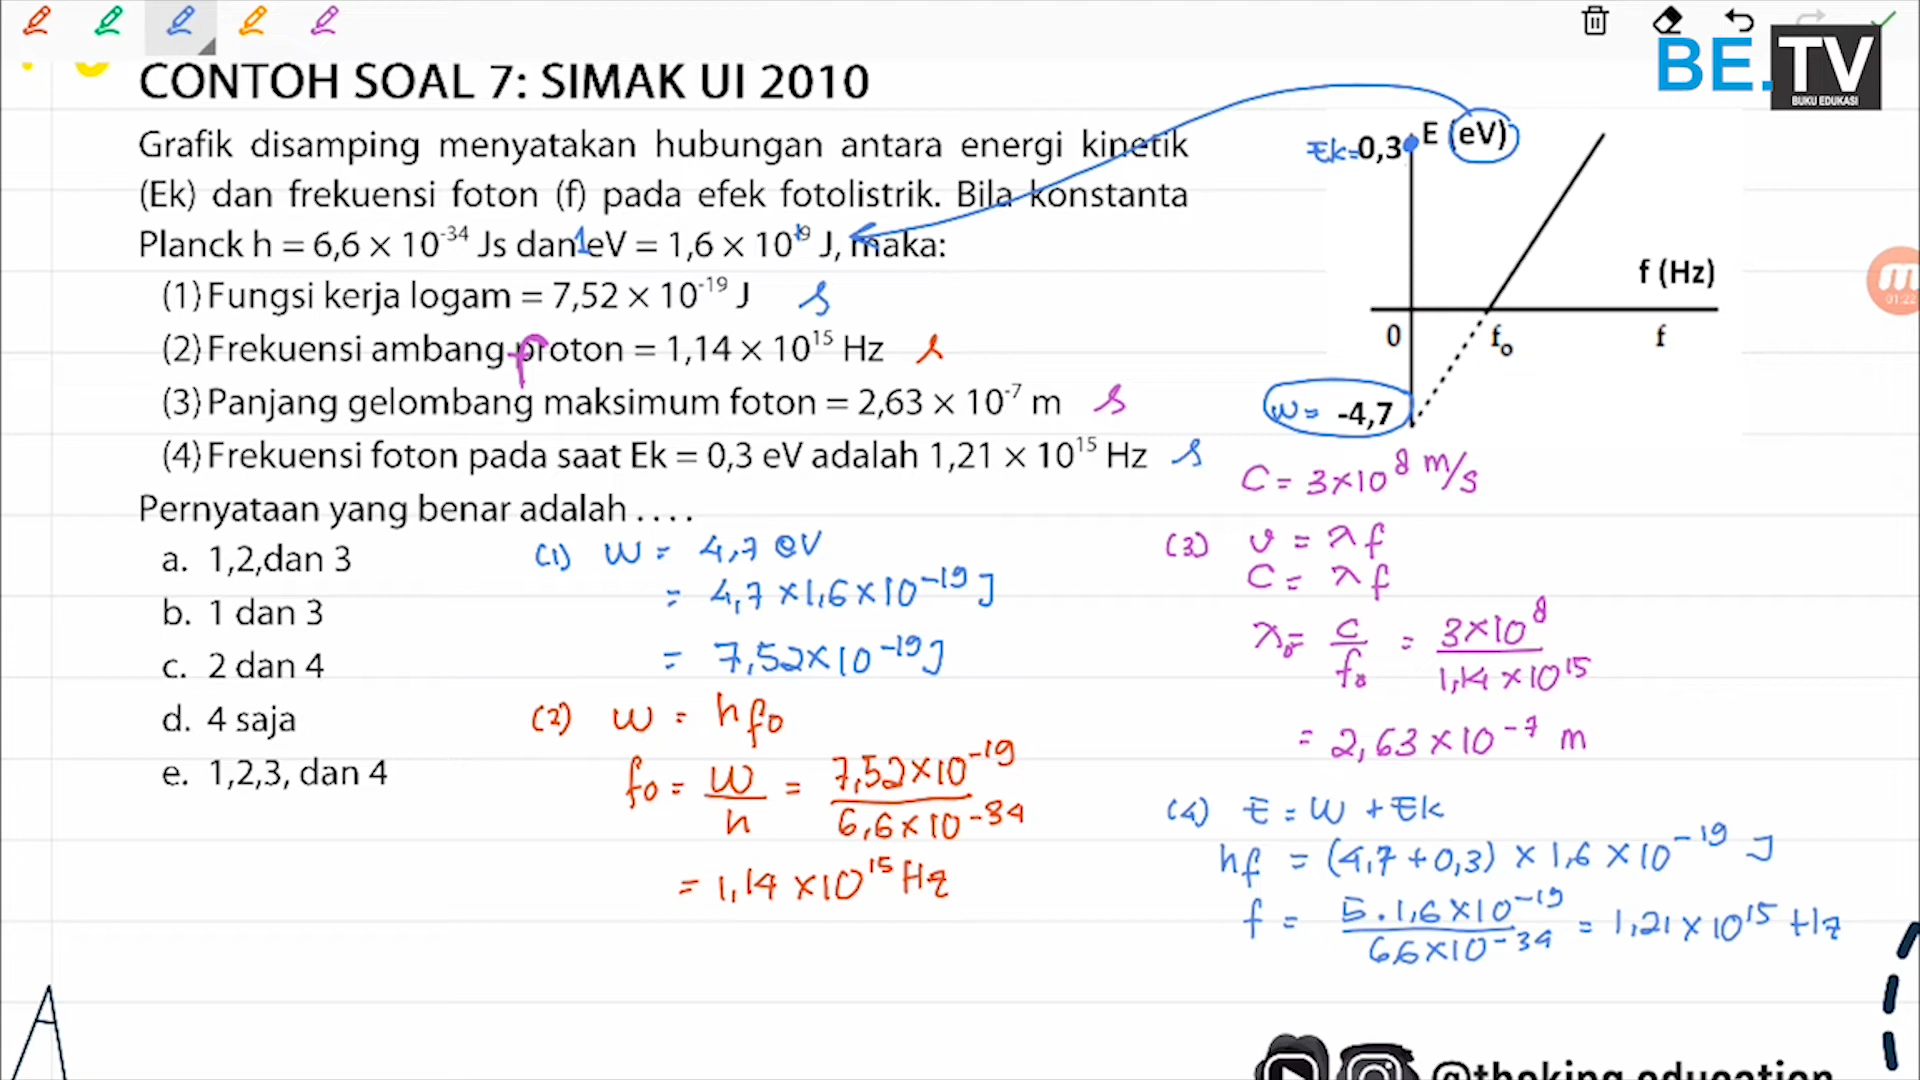 BE.TV
BUKU EDUKASI
CONTOH SOAL 7: SIMAK UI 2010
Grafik disamping menyatakan hubungan antara energi kinetik
(Ek) dan frekuensi foton (f) pada efek fotolistrik. Bila konstanta
Planck h = 6,6 × 10⁻³⁴ Js dan 1 eV = 1,6 × 10⁻¹⁹ J, maka:
(1) Fungsi kerja logam = 7,52 × 10⁻¹⁹ J s
(2) Frekuensi ambang proton = 1,14 × 10¹⁵ Hz s
(3) Panjang gelombang maksimum foton = 2,63 × 10⁻⁷ m s
(4) Frekuensi foton pada saat Ek = 0,3 eV adalah 1,21 × 10¹⁵ Hz s
Pernyataan yang benar adalah . . . .
a. 1,2,dan 3
b. 1 dan 3
c. 2 dan 4
d. 4 saja
e. 1,2,3, dan 4
Ek = 0,3 E (eV)
f (Hz)
0 f₀ f
W = -4,7
01:22
(1) W = 4,7 eV
= 4,7 × 1,6 × 10⁻¹⁹ J
= 7,52 × 10⁻¹⁹ J
(2) W = h f₀
f₀ = W/h = 7,52 × 10⁻¹⁹ / 6,6 × 10⁻³⁴
= 1,14 × 10¹⁵ Hz
C = 3 × 10⁸ m/s
(3) v = λ f
C = λ f
λ₀ = c/f₀ = 3 × 10⁸ / 1,14 × 10¹⁵
= 2,63 × 10⁻⁷ m
(4) E = W + Ek
hf = (4,7 + 0,3) × 1,6 × 10⁻¹⁹ J
f = 5 . 1,6 × 10⁻¹⁹ / 6,6 × 10⁻³⁴ = 1,21 × 10¹⁵ Hz
@theking.education